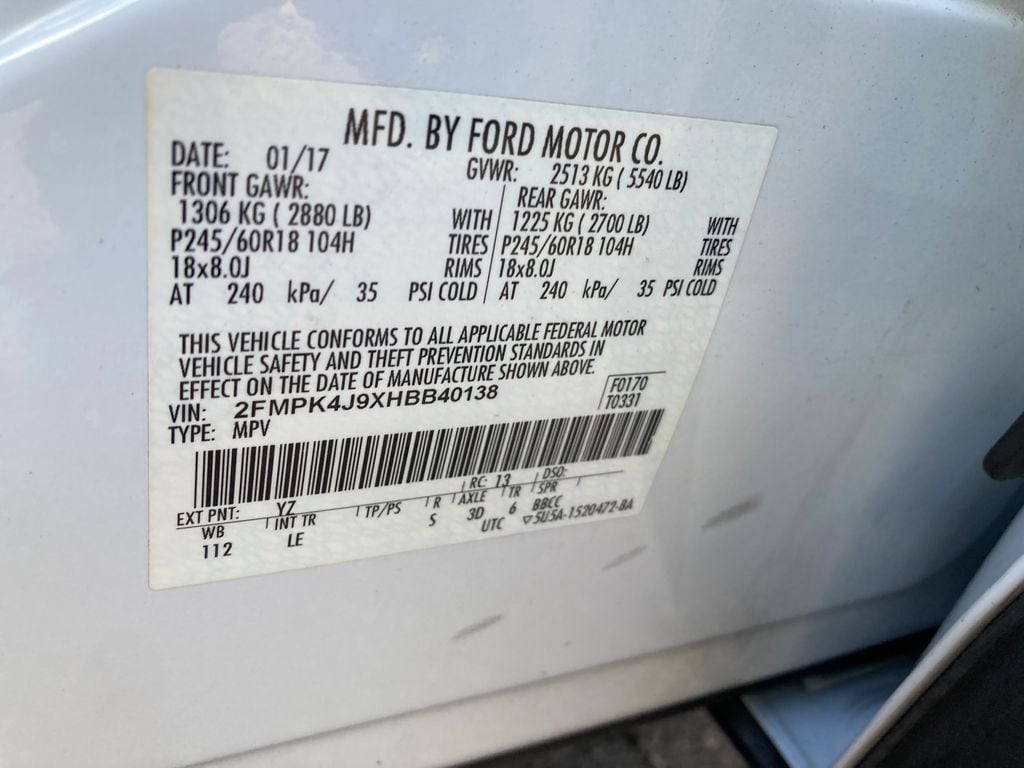 MFD. BY FORD MOTOR CO.
DATE: 01/17 GVWR: 2513 KG ( 5540 LB)
FRONT GAWR: REAR GAWR:
1306 KG ( 2880 LB) WITH 1225 KG ( 2700 LB) WITH
P245/60R18 104H TIRES P245/60R18 104H TIRES
18x8.0J RIMS 18x8.0J RIMS
AT 240 kPa/ 35 PSI COLD AT 240 kPa/ 35 PSI COLD
THIS VEHICLE CONFORMS TO ALL APPLICABLE FEDERAL MOTOR
VEHICLE SAFETY AND THEFT PREVENTION STANDARDS IN
EFFECT ON THE DATE OF MANUFACTURE SHOWN ABOVE.
VIN: 2FMPK4J9XHBB40138 F0170
TYPE: MPV T0331
EXT PNT: YZ RC: 13 DSO:
WB INT TR TP/PS R AXLE TR SPR
112 LE S 3D 6 BBCC
UTC ▽5U5A-1520472-BA